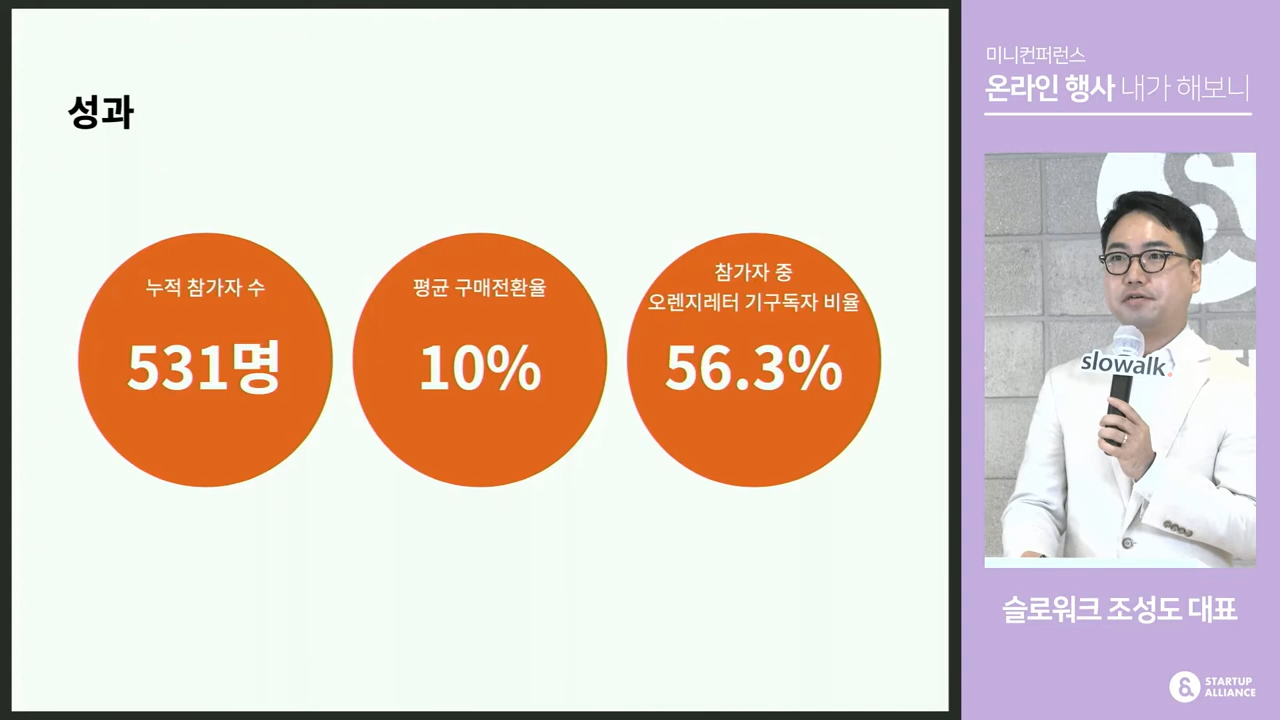 성과
누적 참가자 수
531명
평균 구매전환율
10%
참가자 중
오렌지레터 기구독자 비율
56.3%
미니컨퍼런스
온라인 행사 내가 해보니
slowalk.
슬로워크 조성도 대표
STARTUP
ALLIANCE